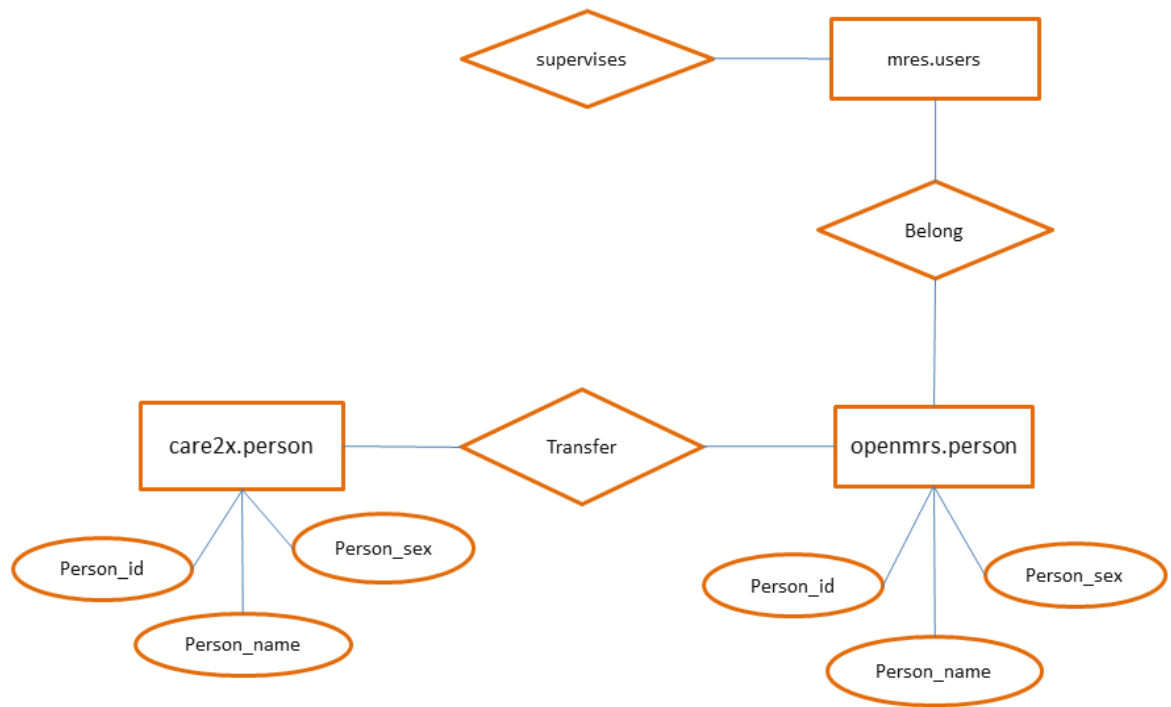 supervises
mres.users
Belong
care2x.person
Transfer
openmrs.person
Person_id
Person_sex
Person_name
Person_id
Person_sex
Person_name